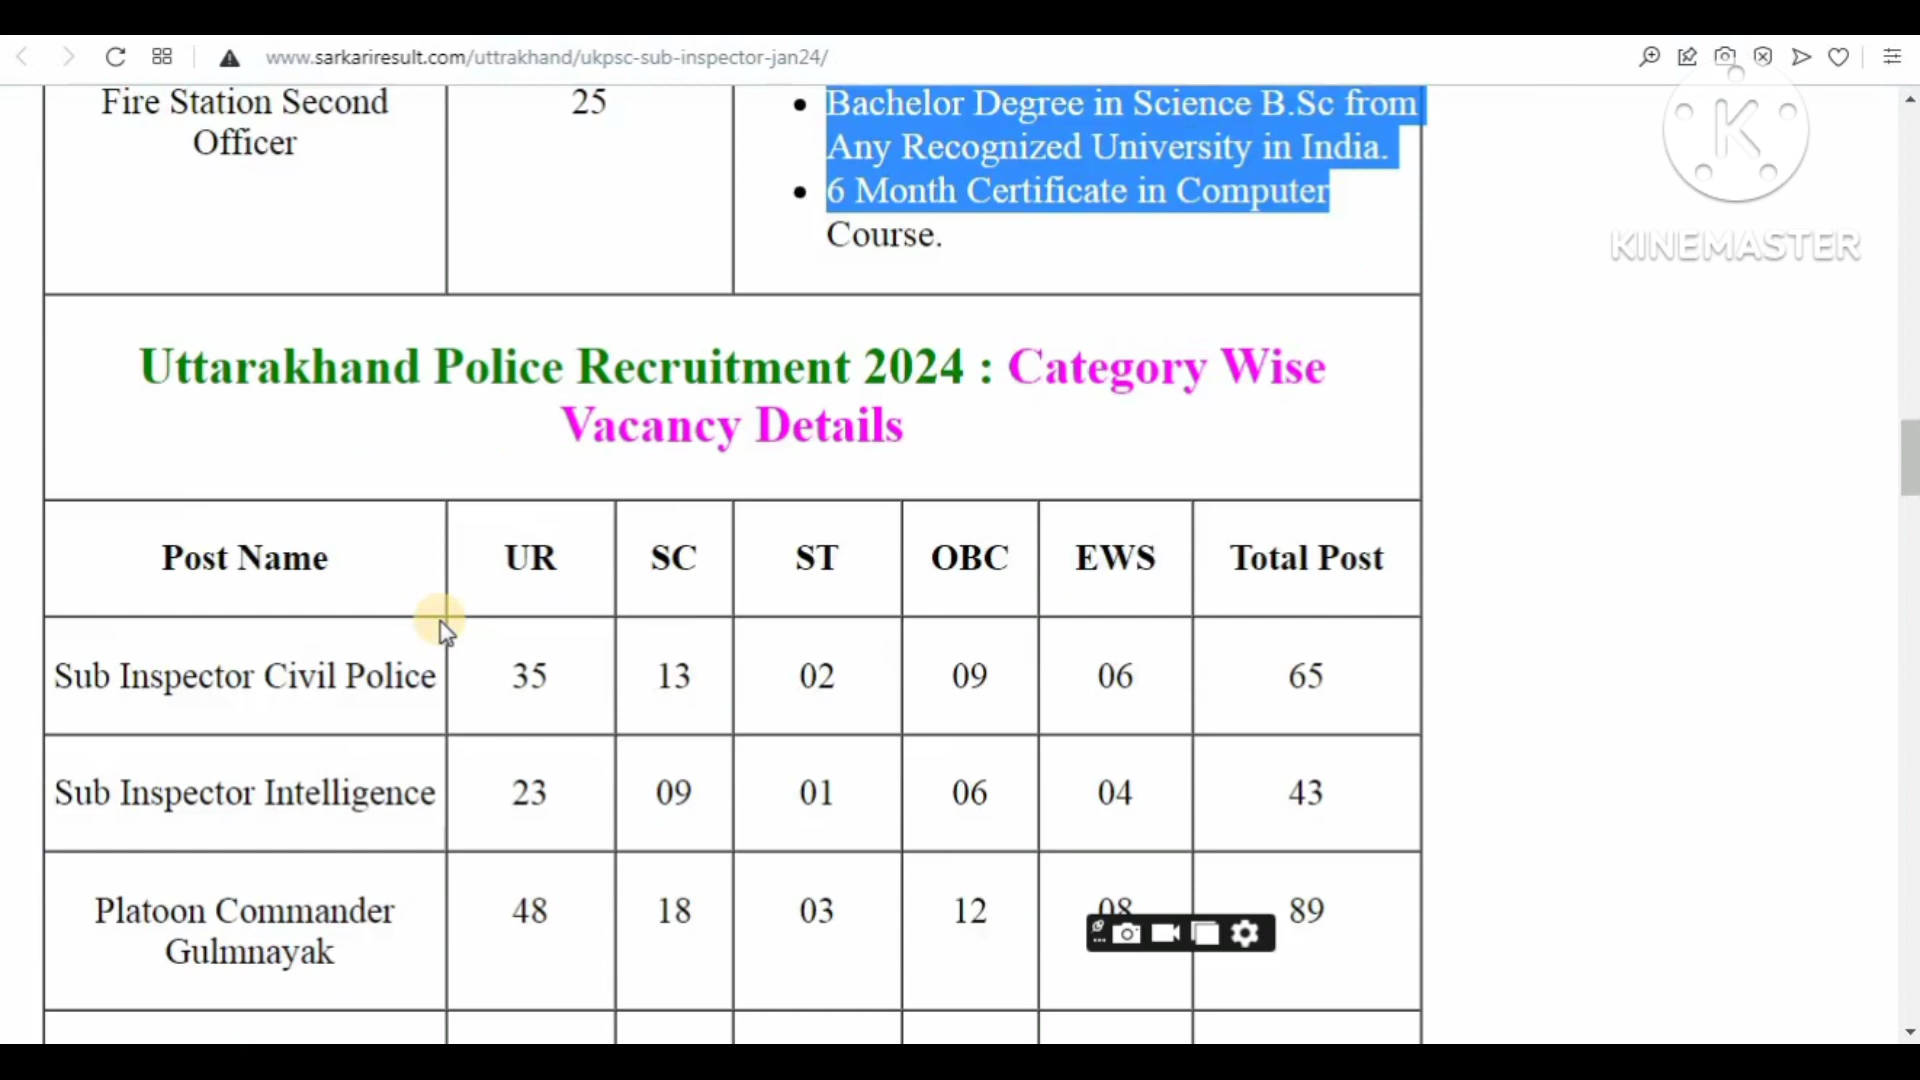 www.sarkariresult.com/uttrakhand/ukpsc-sub-inspector-jan24/
Fire Station Second
Officer
25
Bachelor Degree in Science B.Sc from
Any Recognized University in India.
6 Month Certificate in Computer
Course.
K
KINEMASTER
Uttarakhand Police Recruitment 2024 : Category Wise
Vacancy Details
Post Name UR SC ST OBC EWS Total Post
Sub Inspector Civil Police 35 13 02 09 06 65
Sub Inspector Intelligence 23 09 01 06 04 43
Platoon Commander
Gulmnayak
48 18 03 12 08 89